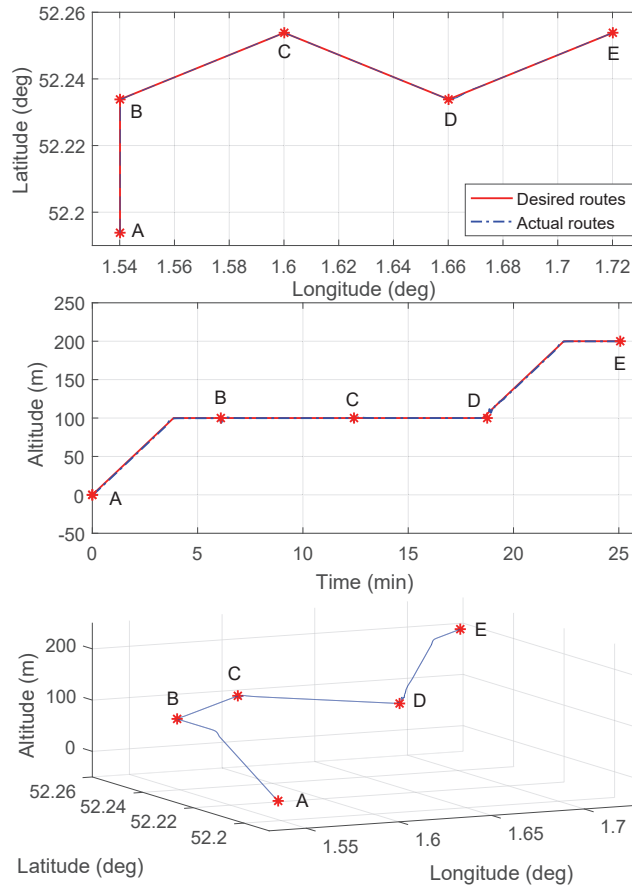 52.26
52.24
52.22
52.2
Latitude (deg)
A
B
C
D
E
Desired routes
Actual routes
1.54 1.56 1.58 1.6 1.62 1.64 1.66 1.68 1.7 1.72
Longitude (deg)
250
200
150
100
50
0
-50
Altitude (m)
A
B
C
D
E
0 5 10 15 20 25
Time (min)
200
100
0
Altitude (m)
A
B
C
D
E
52.26
52.24
52.22
52.2
Latitude (deg)
1.55
1.6
1.65
1.7
Longitude (deg)